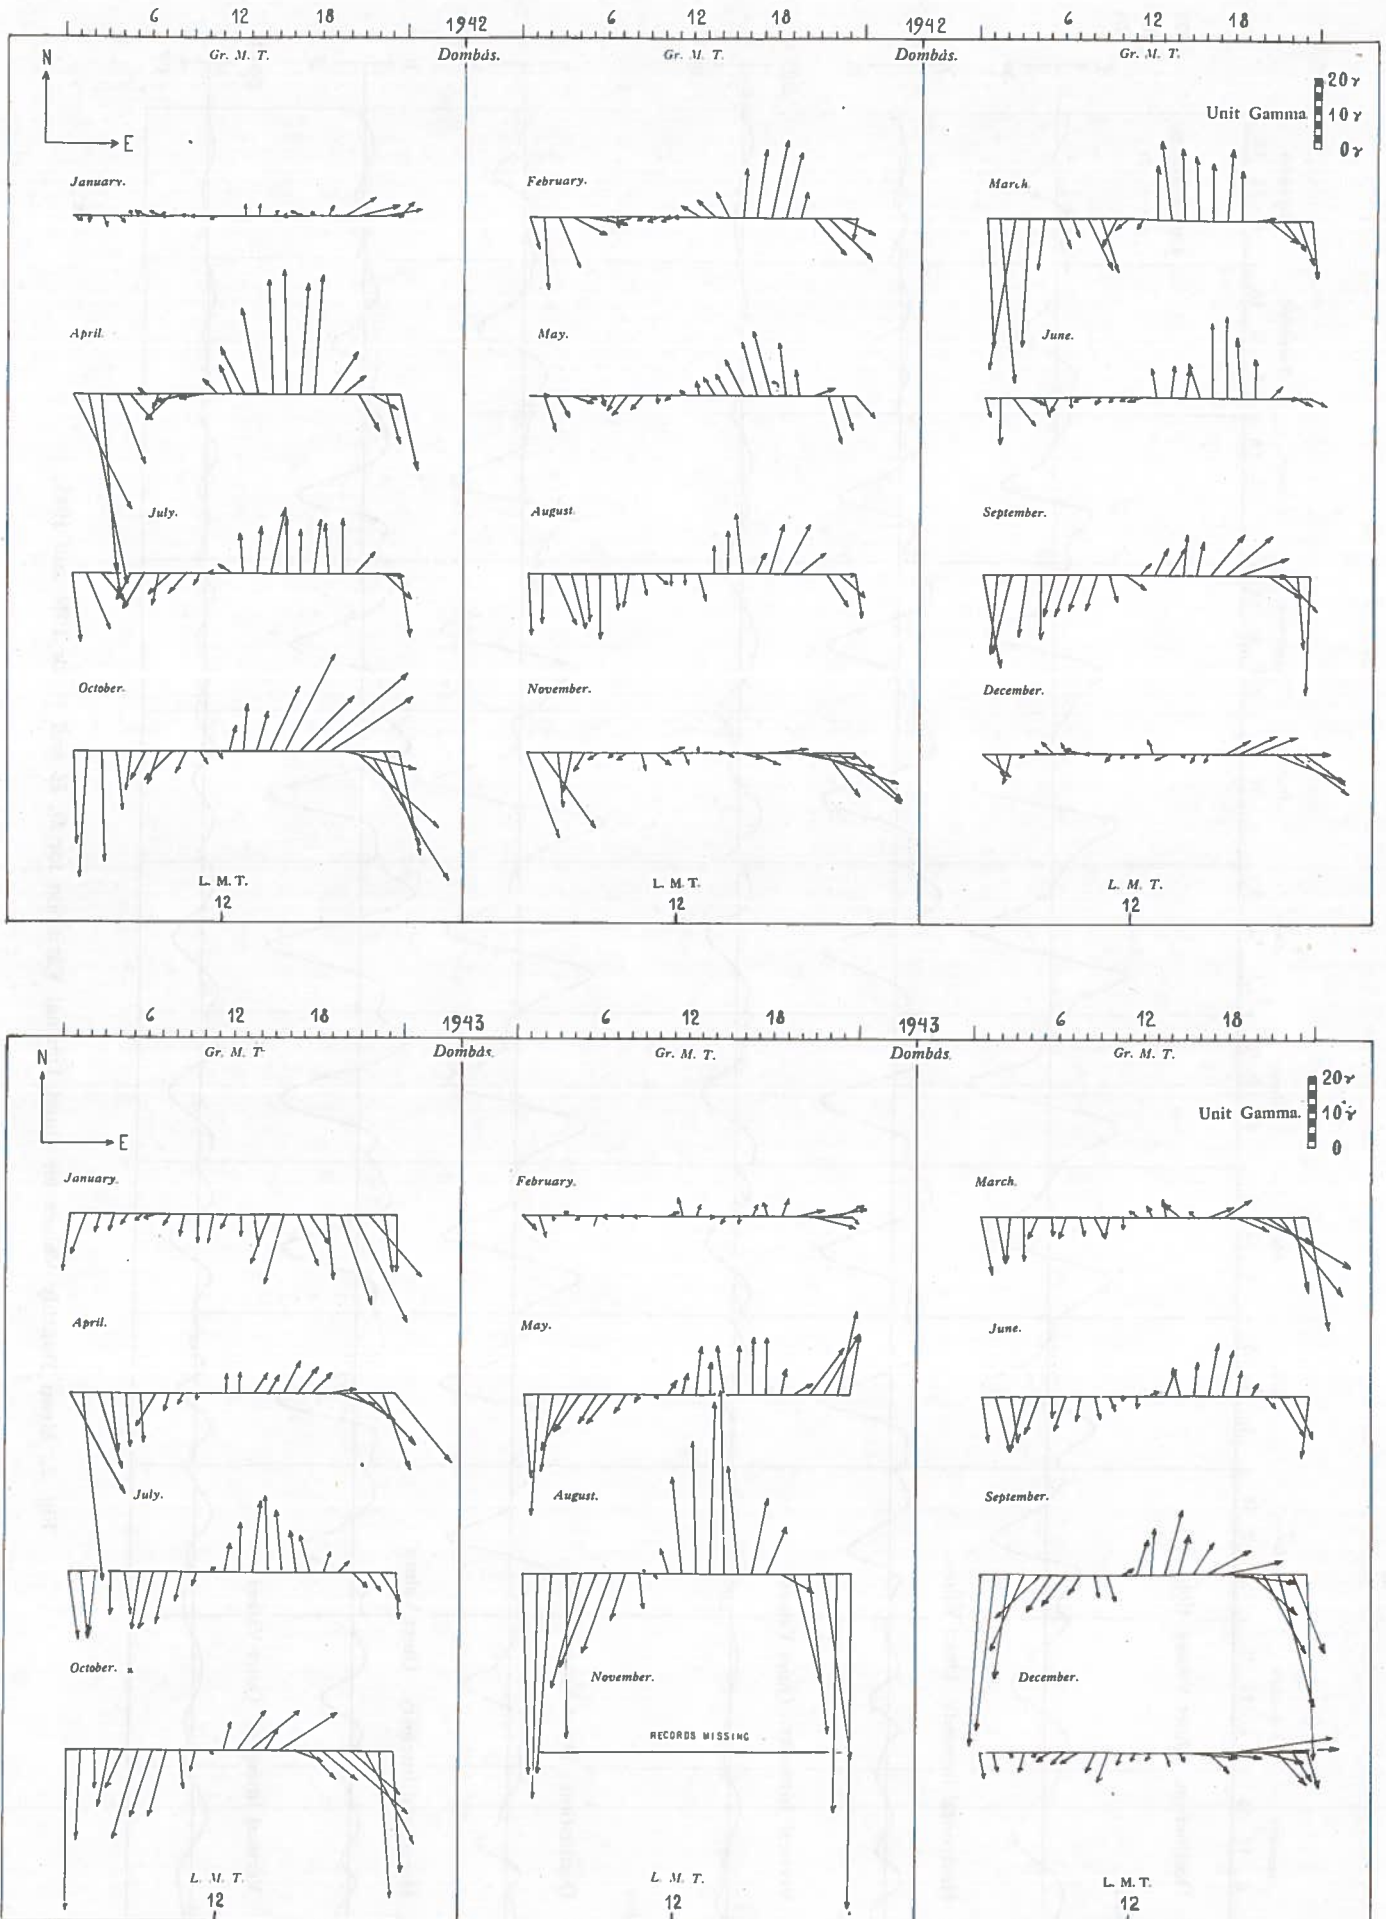 6 12 18 1942 6 12 18 1942 6 12 18
Gr. M. T. Dombås. Gr. M. T. Dombås. Gr. M. T.
N
E
Unit Gamma
20γ
10γ
0γ
January. February. March.
April. May. June.
July. August. September.
October. November. December.
L. M. T. L. M. T. L. M. T.
12 12 12
6 12 18 1943 6 12 18 1943 6 12 18
Gr. M. T. Dombås. Gr. M. T. Dombås. Gr. M. T.
N
E
Unit Gamma.
20γ
10γ
0
January. February. March.
April. May. June.
July. August. September.
October. November. December.
RECORDS MISSING
L. M. T. L. M. T. L. M. T.
12 12 12